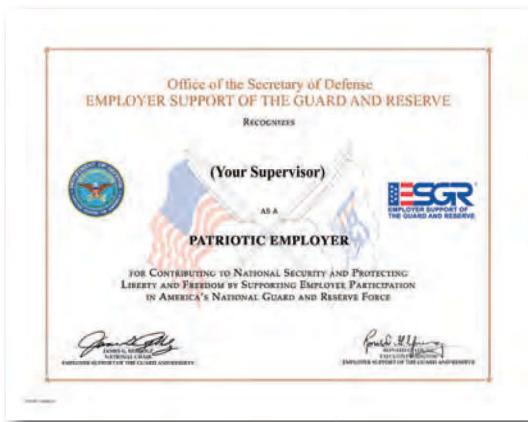 Office of the Secretary of Defense
EMPLOYER SUPPORT OF THE GUARD AND RESERVE
RECOGNIZES
(Your Supervisor)
AS A
PATRIOTIC EMPLOYER
FOR CONTRIBUTING TO NATIONAL SECURITY AND PROTECTING
LIBERTY AND FREEDOM BY SUPPORTING EMPLOYEE PARTICIPATION
IN AMERICA'S NATIONAL GUARD AND RESERVE FORCE
ESGR
EMPLOYER SUPPORT OF
THE GUARD AND RESERVE
NATIONAL CHAIR
EMPLOYER SUPPORT OF THE GUARD AND RESERVE
EMPLOYER SUPPORT OF THE GUARD AND RESERVE